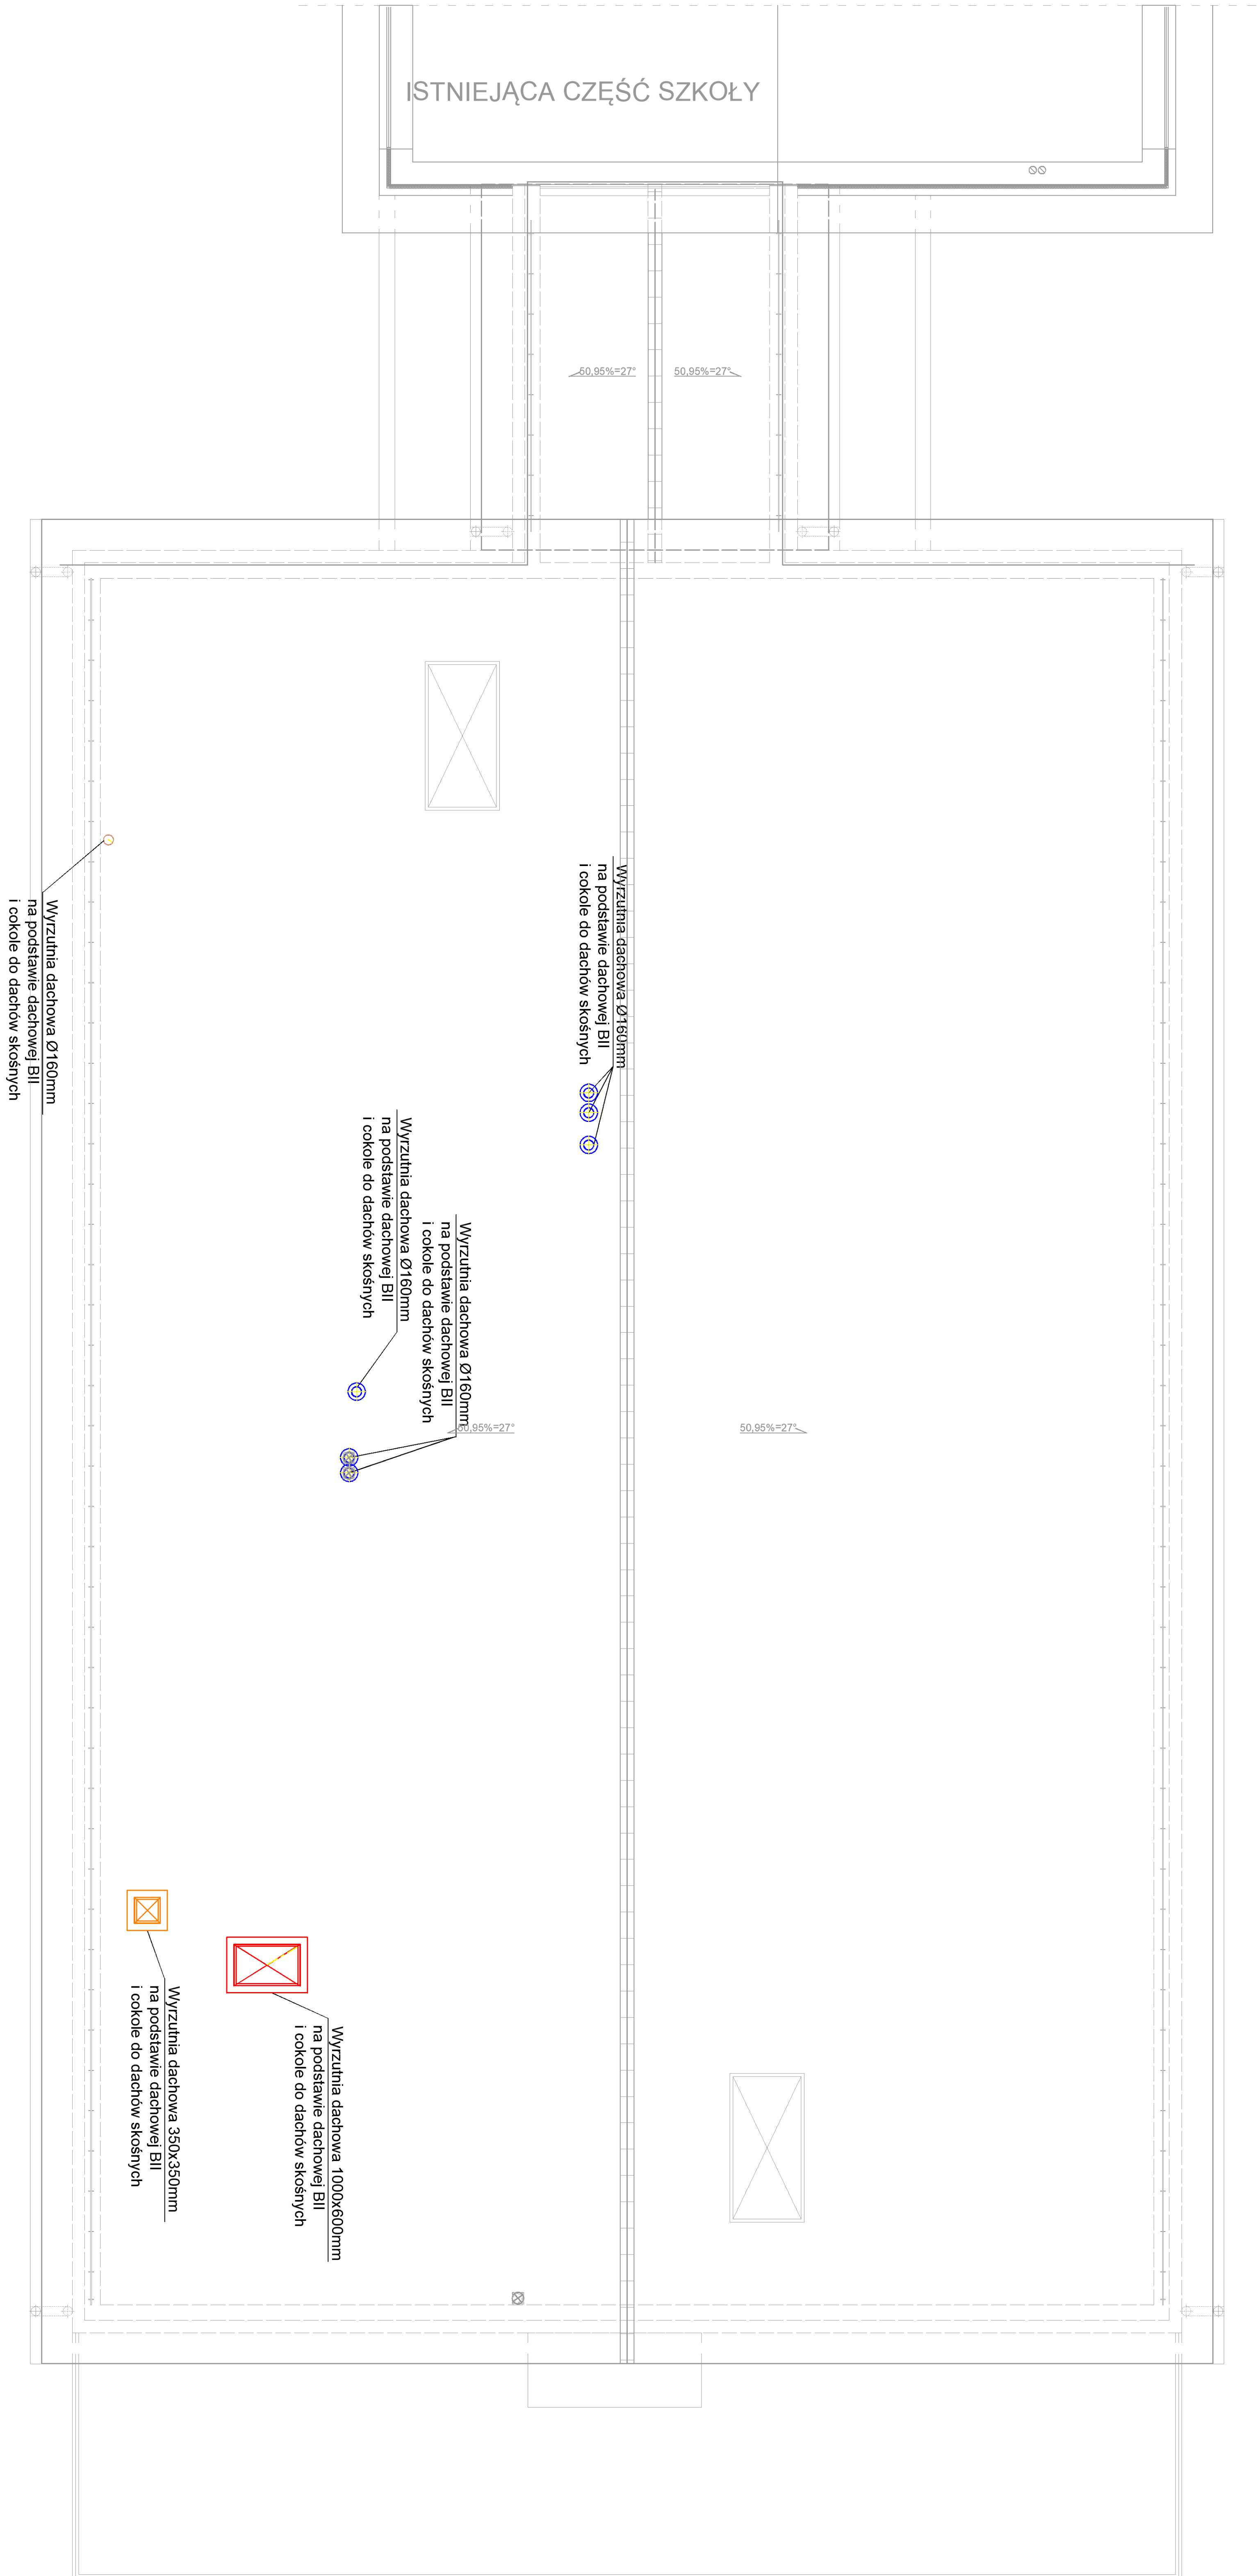 ISTNIEJĄCA CZĘŚĆ SZKOŁY
50,95%=27°
50,95%=27°
Wyrzutnia dachowa Ø160mm
na podstawie dachowej BII
i cokole do dachów skośnych
Wyrzutnia dachowa Ø160mm
na podstawie dachowej BII
i cokole do dachów skośnych
Wyrzutnia dachowa Ø160mm
na podstawie dachowej BII
i cokole do dachów skośnych
Wyrzutnia dachowa Ø160mm
na podstawie dachowej BII
i cokole do dachów skośnych
50,95%=27°
50,95%=27°
Wyrzutnia dachowa 350x350mm
na podstawie dachowej BII
i cokole do dachów skośnych
Wyrzutnia dachowa 1000x600mm
na podstawie dachowej BII
i cokole do dachów skośnych